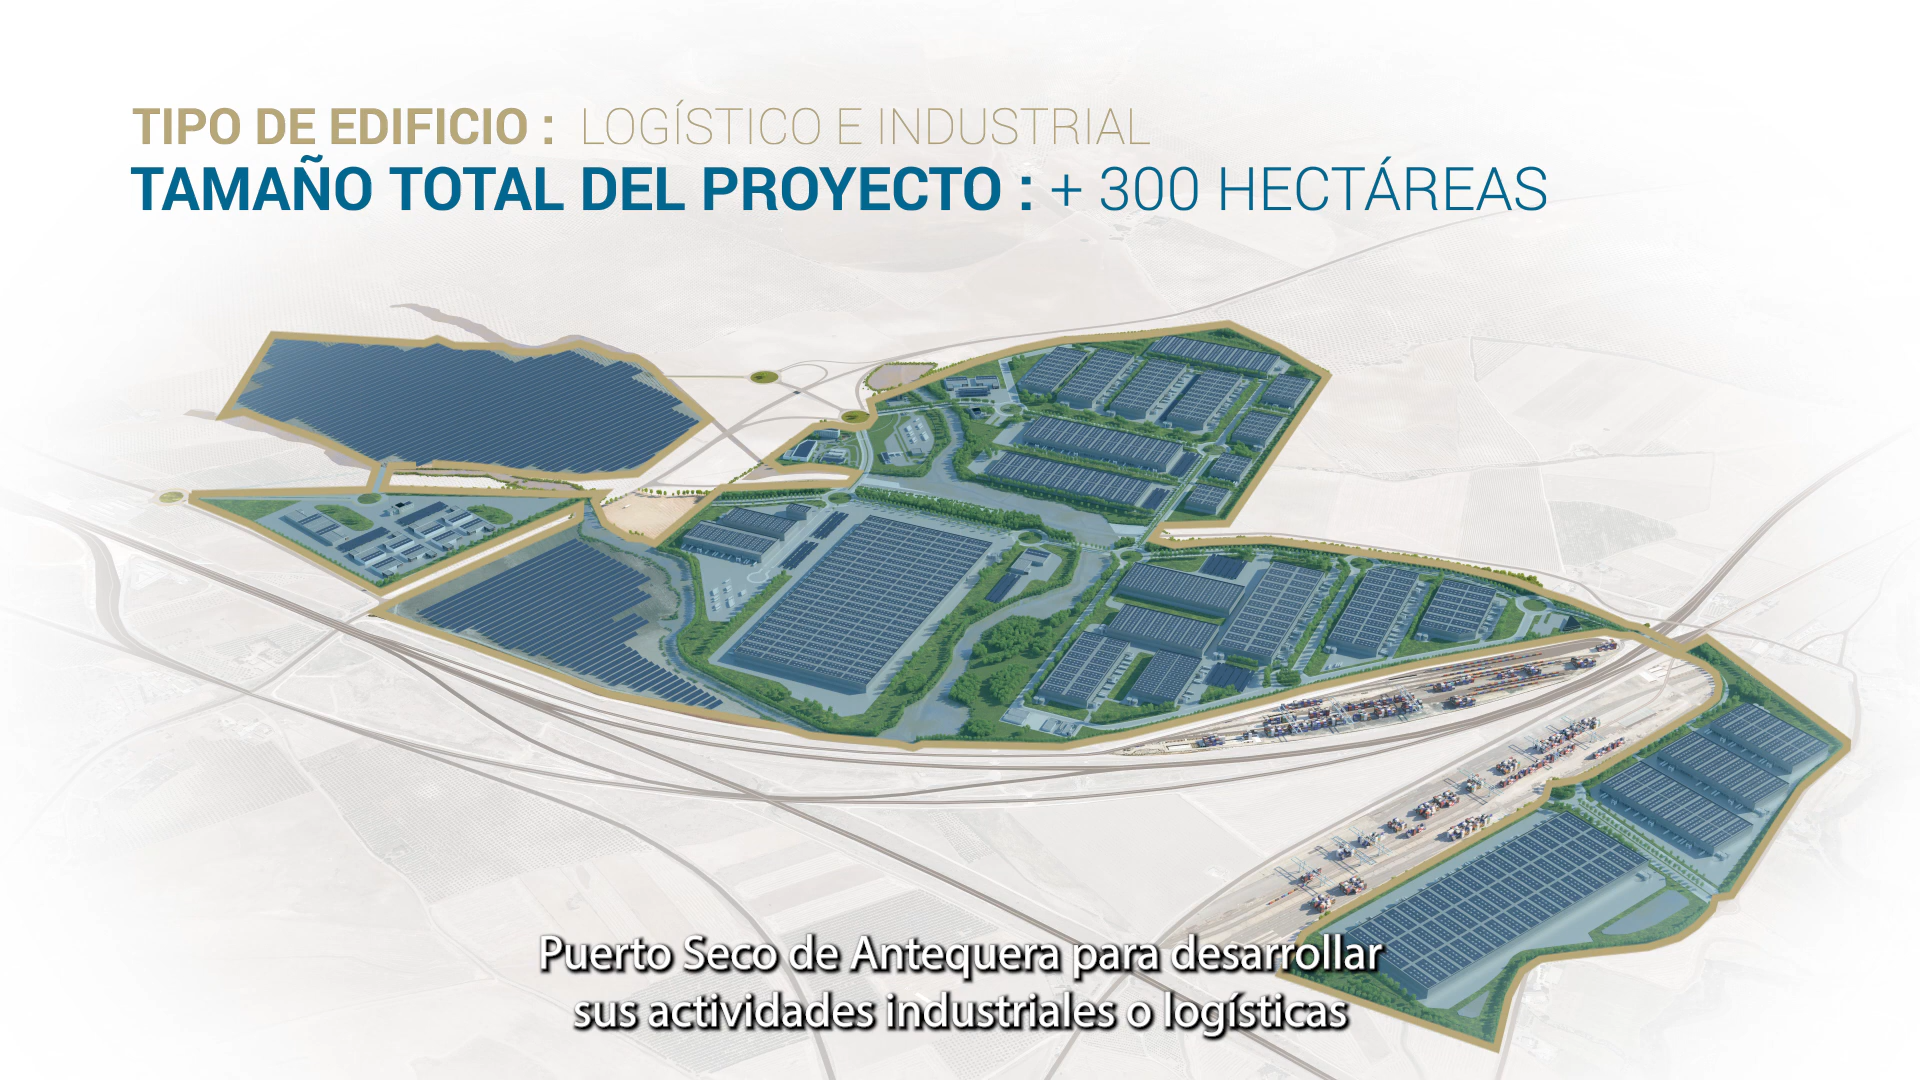 TIPO DE EDIFICIO : LOGÍSTICO E INDUSTRIAL
TAMAÑO TOTAL DEL PROYECTO : + 300 HECTÁREAS
Puerto Seco de Antequera para desarrollar
sus actividades industriales o logísticas